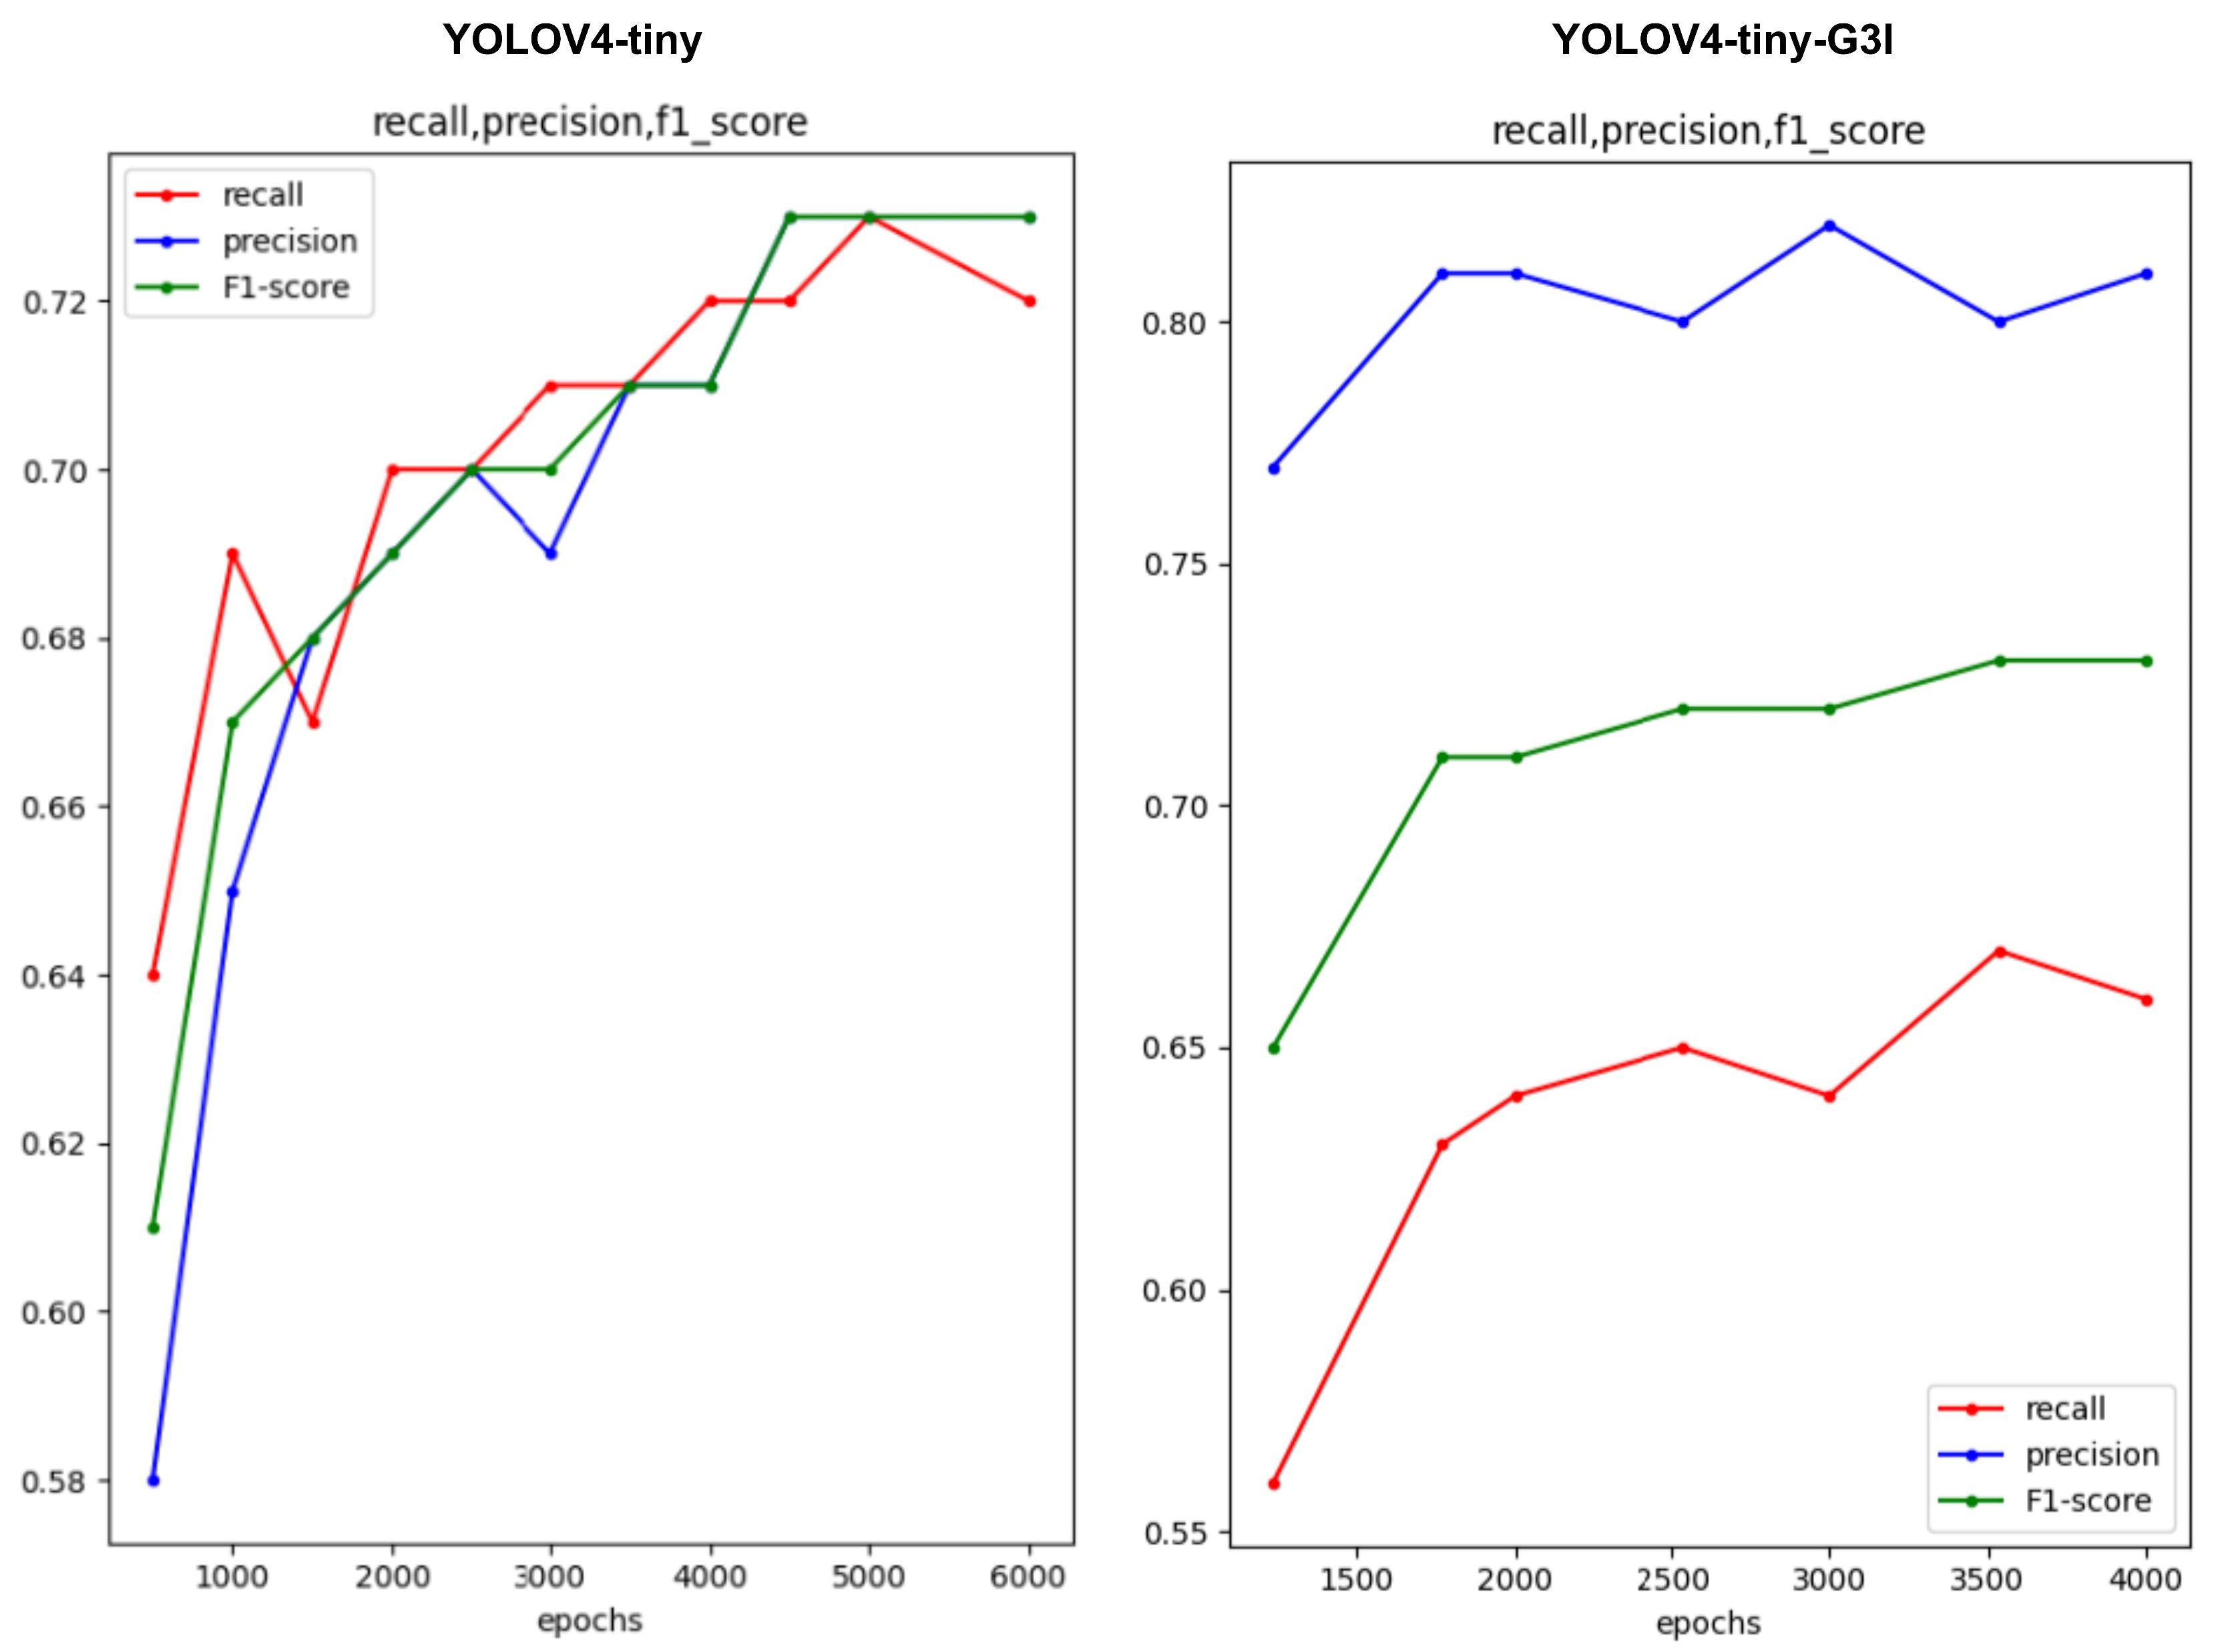 YOLOV4-tiny
recall,precision,f1_score
recall
precision
F1-score
0.72
0.70
0.68
0.66
0.64
0.62
0.60
0.58
1000 2000 3000 4000 5000 6000
epochs
YOLOV4-tiny-G3I
recall,precision,f1_score
0.80
0.75
0.70
0.65
0.60
0.55
recall
precision
F1-score
1500 2000 2500 3000 3500 4000
epochs